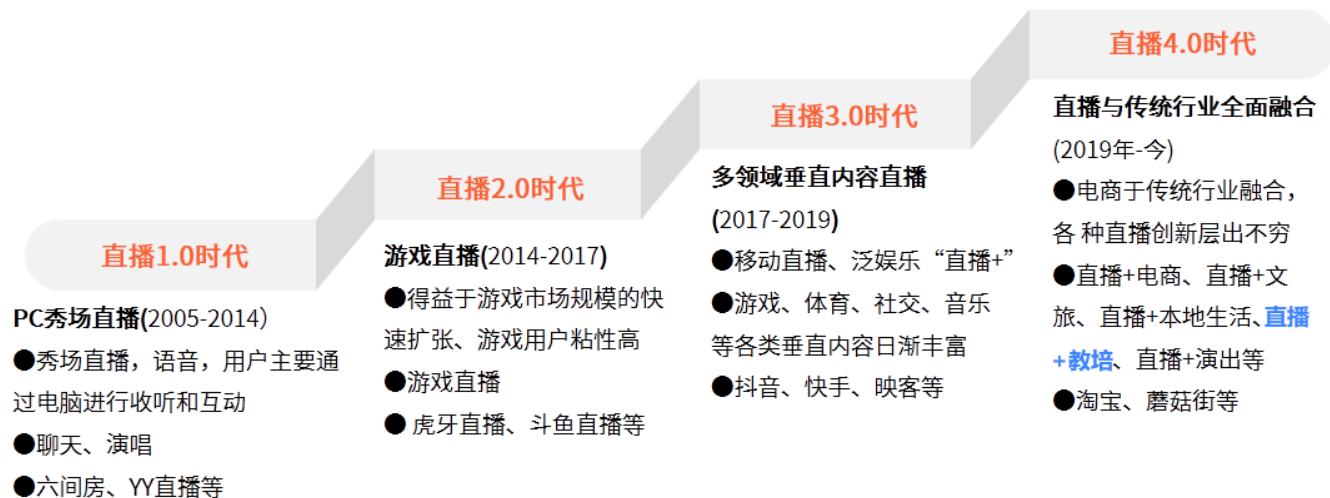 直播1.0时代
PC秀场直播(2005-2014）
●秀场直播，语音，用户主要通
过电脑进行收听和互动
●聊天、演唱
●六间房、YY直播等
直播2.0时代
游戏直播(2014-2017)
●得益于游戏市场规模的快
速扩张、游戏用户粘性高
●游戏直播
● 虎牙直播、斗鱼直播等
直播3.0时代
多领域垂直内容直播
(2017-2019)
●移动直播、泛娱乐“直播+”
●游戏、体育、社交、音乐
等各类垂直内容日渐丰富
●抖音、快手、映客等
直播4.0时代
直播与传统行业全面融合
(2019年-今)
●电商于传统行业融合，
各 种直播创新层出不穷
●直播+电商、直播+文
旅、直播+本地生活、直播
+教培、直播+演出等
●淘宝、蘑菇街等